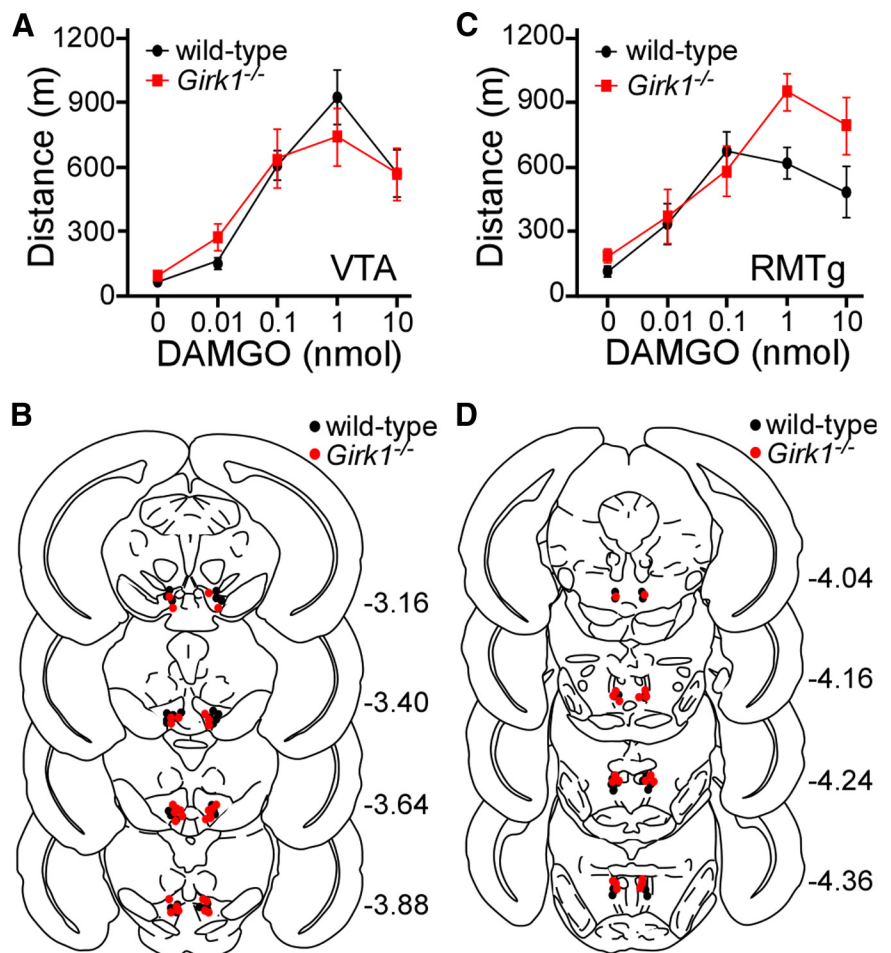 A
wild-type
Girk1-/-
Distance (m)
1200
900
600
300
0
VTA
0 0.01 0.1 1 10
DAMGO (nmol)
C
wild-type
Girk1-/-
Distance (m)
1200
900
600
300
0
RMTg
0 0.01 0.1 1 10
DAMGO (nmol)
B
wild-type
Girk1-/-
-3.16
-3.40
-3.64
-3.88
D
wild-type
Girk1-/-
-4.04
-4.16
-4.24
-4.36